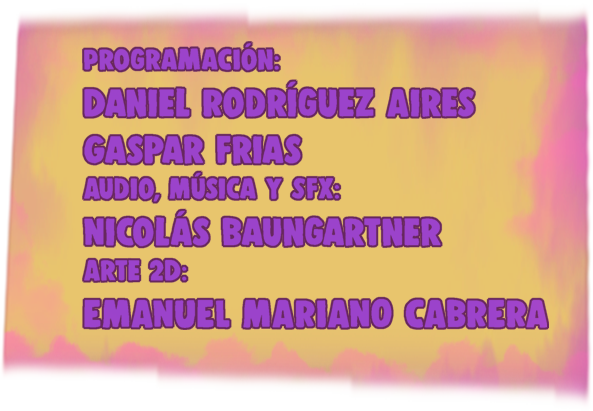 PROGRAMACIÓN:
DANIEL RODRÍGUEZ AIRES
GASPAR FRIAS
AUDIO, MÚSICA Y SFX:
NICOLÁS BAUNGARTNER
ARTE 2D:
EMANUEL MARIANO CABRERA